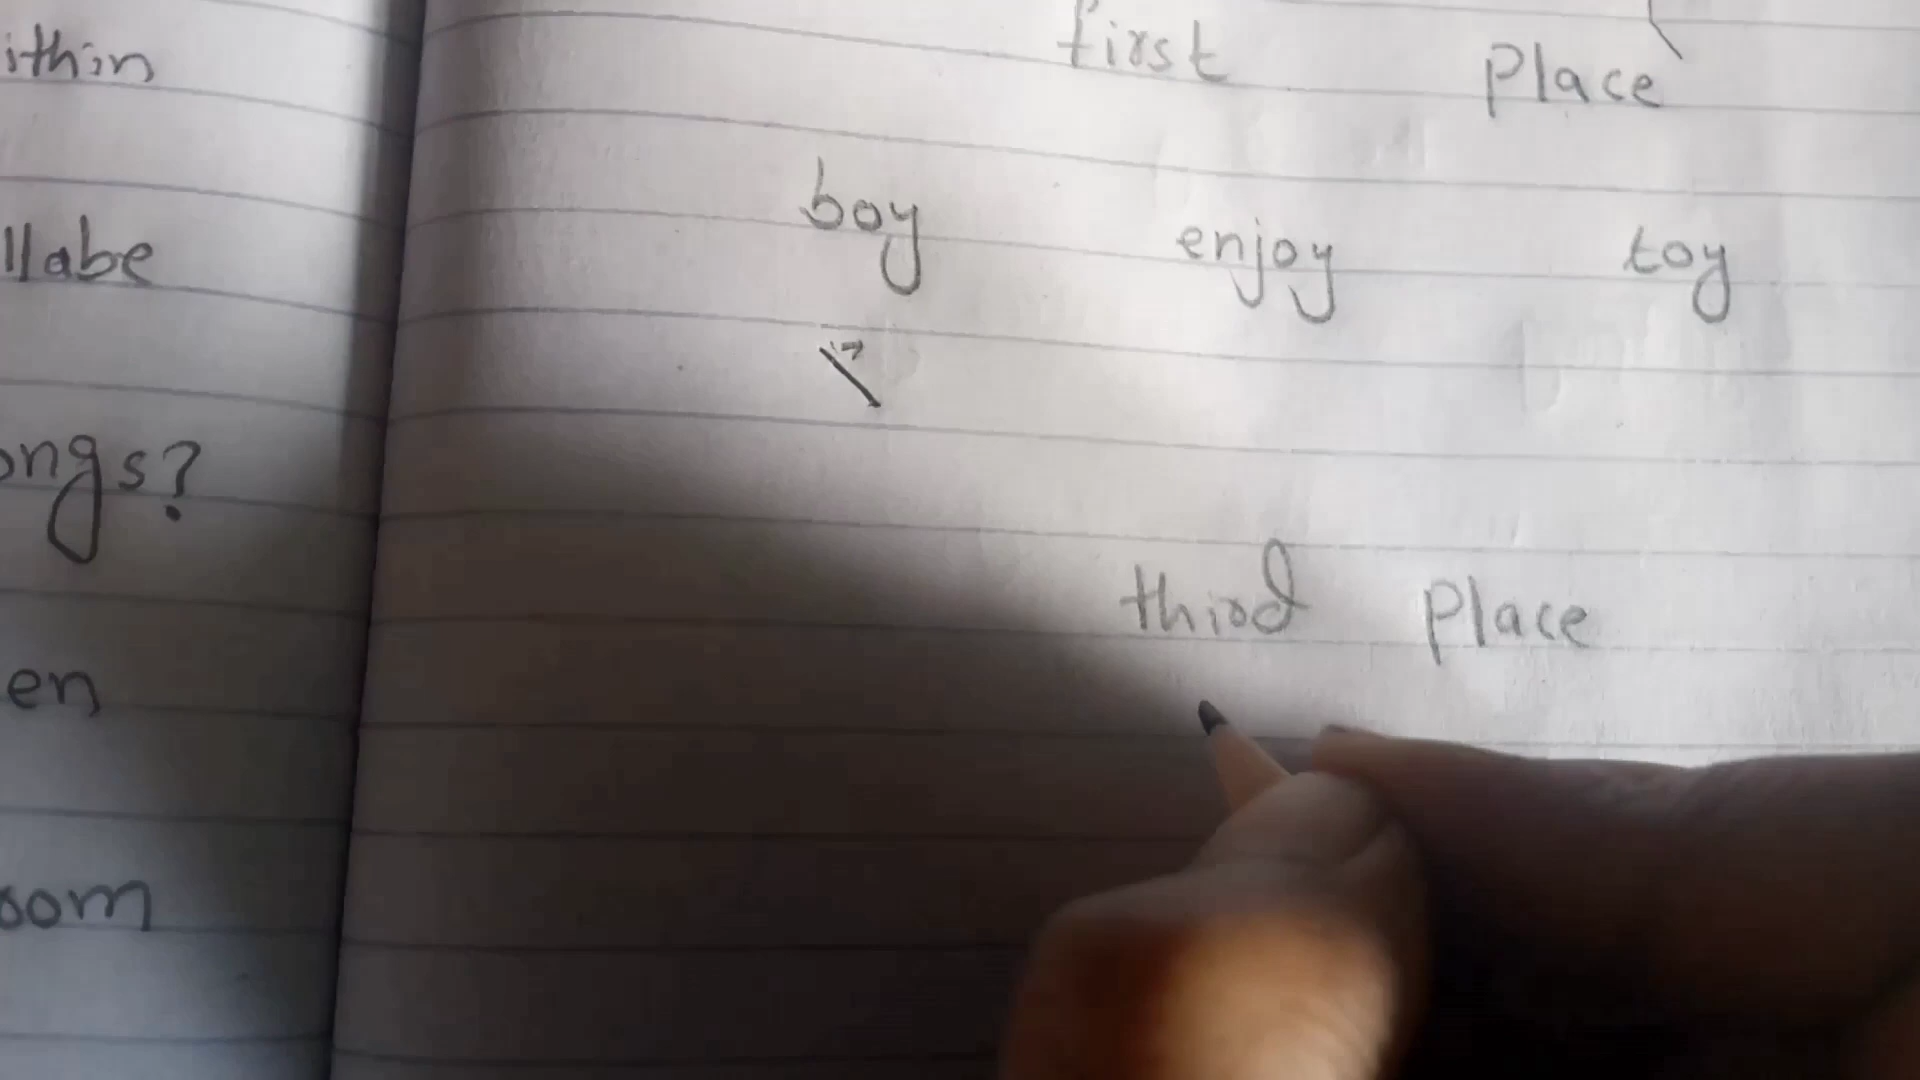 first place
boy enjoy toy
third place
ithin
llabe
ongs?
en
oom